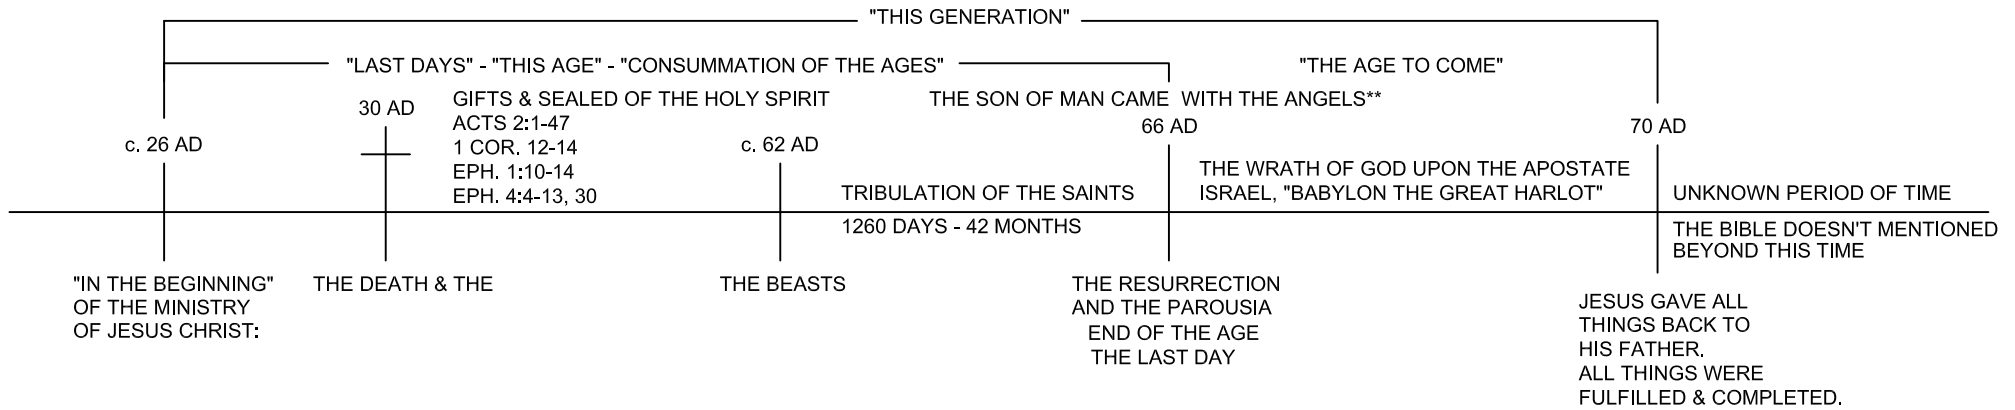 "THIS GENERATION"
"LAST DAYS" - "THIS AGE" - "CONSUMMATION OF THE AGES"
"THE AGE TO COME"
c. 26 AD
30 AD
GIFTS & SEALED OF THE HOLY SPIRIT
ACTS 2:1-47
1 COR. 12-14
EPH. 1:10-14
EPH. 4:4-13, 30
c. 62 AD
THE SON OF MAN CAME WITH THE ANGELS**
66 AD
70 AD
TRIBULATION OF THE SAINTS
1260 DAYS - 42 MONTHS
THE WRATH OF GOD UPON THE APOSTATE
ISRAEL, "BABYLON THE GREAT HARLOT"
UNKNOWN PERIOD OF TIME
THE BIBLE DOESN'T MENTIONED
BEYOND THIS TIME
"IN THE BEGINNING"
OF THE MINISTRY
OF JESUS CHRIST:
THE DEATH & THE
THE BEASTS
THE RESURRECTION
AND THE PAROUSIA
END OF THE AGE
THE LAST DAY
JESUS GAVE ALL
THINGS BACK TO
HIS FATHER.
ALL THINGS WERE
FULFILLED & COMPLETED.